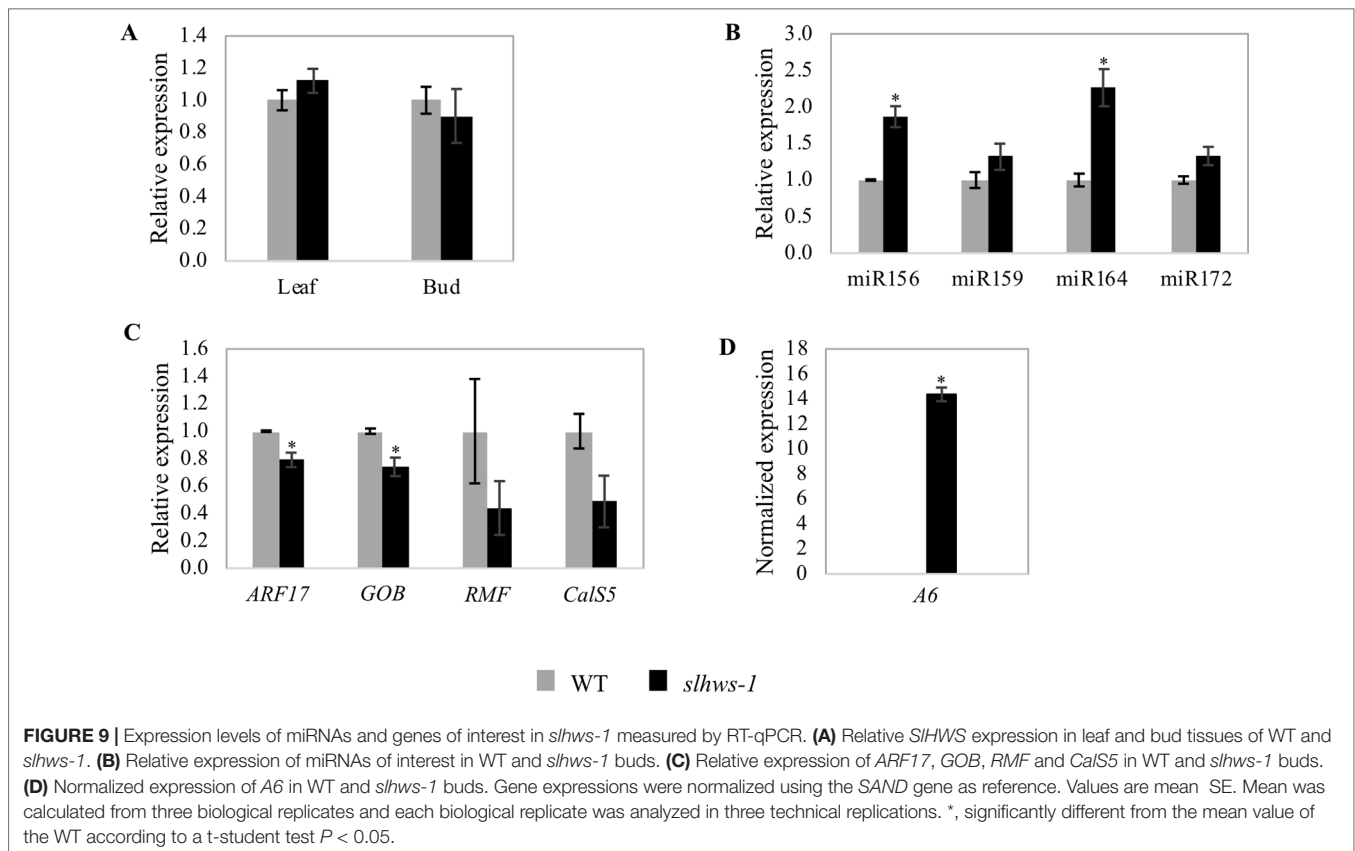 A
Relative expression
1.4
1.2
1.0
0.8
0.6
0.4
0.2
0.0
Leaf Bud
B
Relative expression
3.0
2.5
2.0
1.5
1.0
0.5
0.0
* *
miR156 miR159 miR164 miR172
C
Relative expression
1.6
1.4
1.2
1.0
0.8
0.6
0.4
0.2
0.0
* *
ARF17 GOB RMF CalS5
D
Normalized expression
18
16
14
12
10
8
6
4
2
0
*
A6
WT slhws-1
FIGURE 9 | Expression levels of miRNAs and genes of interest in slhws-1 measured by RT-qPCR. (A) Relative SlHWS expression in leaf and bud tissues of WT and
slhws-1. (B) Relative expression of miRNAs of interest in WT and slhws-1 buds. (C) Relative expression of ARF17, GOB, RMF and CalS5 in WT and slhws-1 buds.
(D) Normalized expression of A6 in WT and slhws-1 buds. Gene expressions were normalized using the SAND gene as reference. Values are mean SE. Mean was
calculated from three biological replicates and each biological replicate was analyzed in three technical replications. *, significantly different from the mean value of
the WT according to a t-student test P < 0.05.